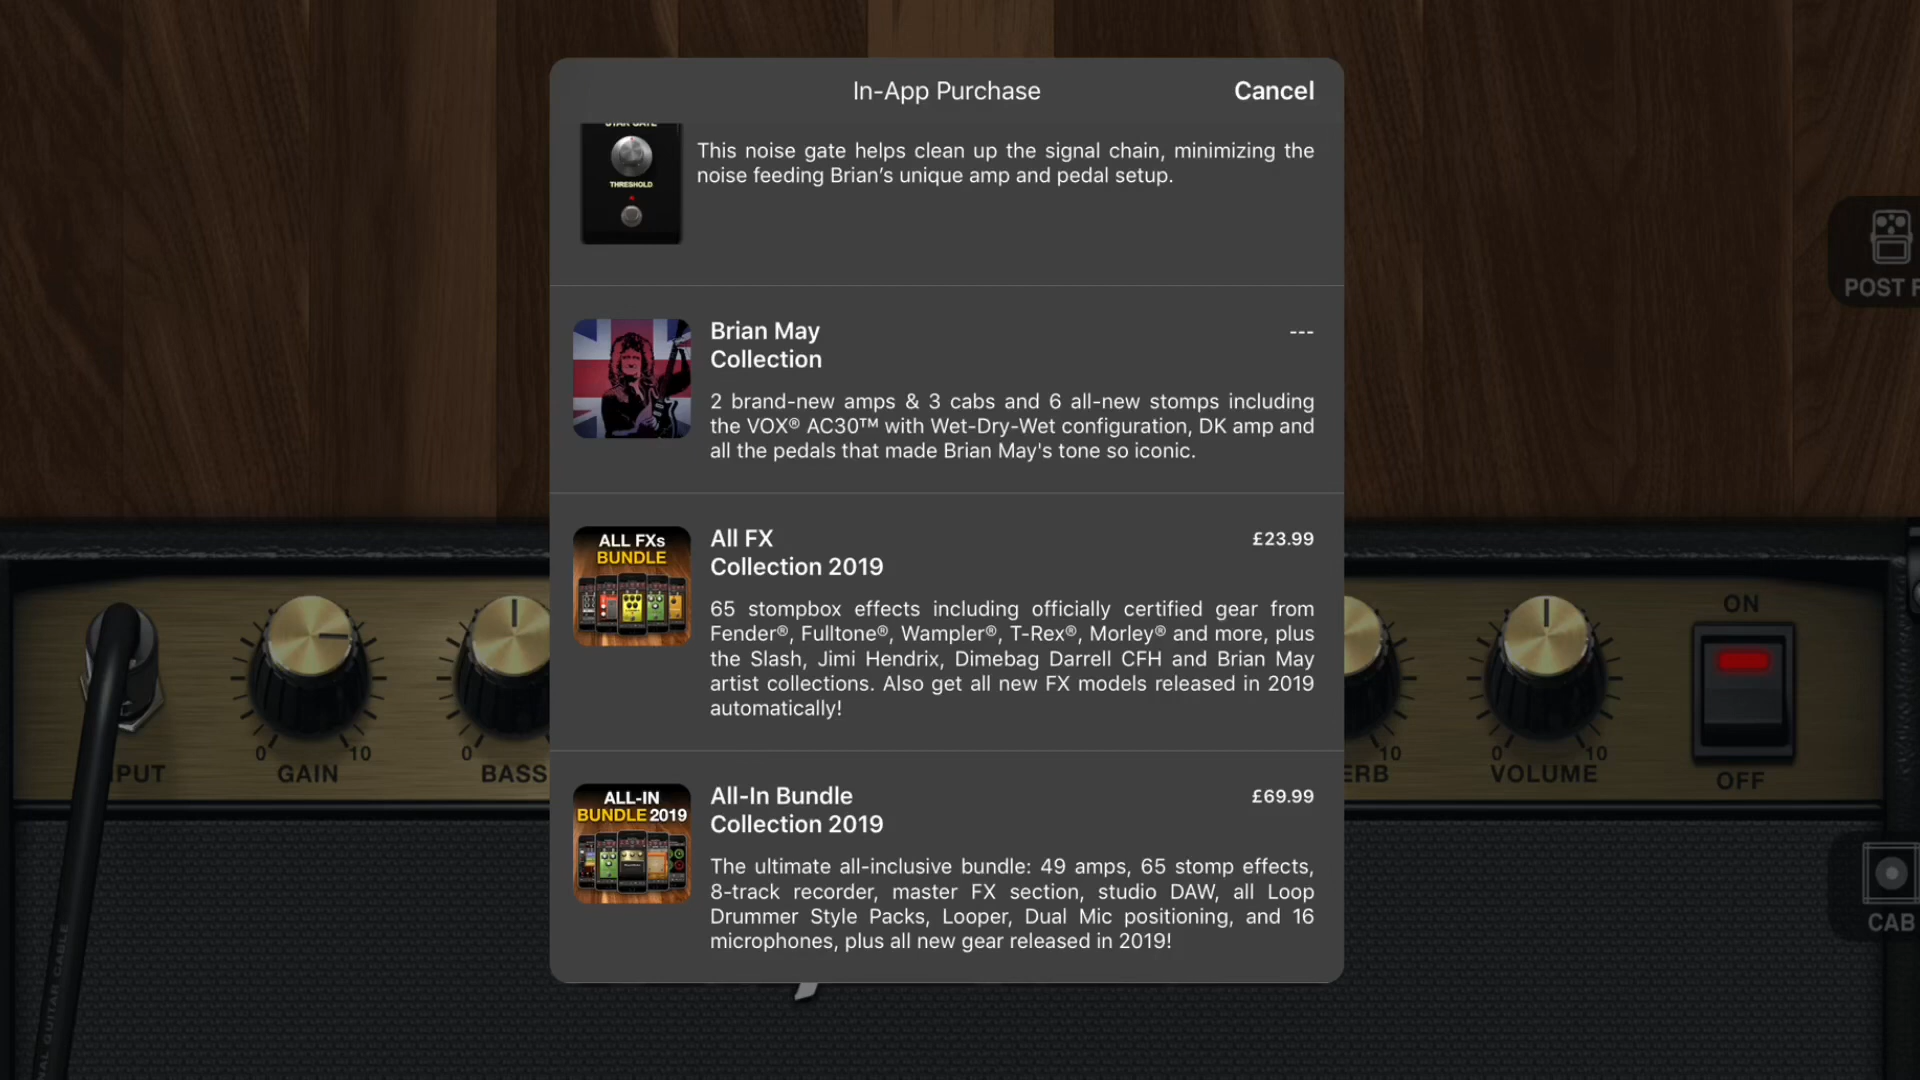 In-App Purchase
Cancel
STAR GATE
THRESHOLD
This noise gate helps clean up the signal chain, minimizing the
noise feeding Brian’s unique amp and pedal setup.
POST F
Brian May
Collection
---
2 brand-new amps & 3 cabs and 6 all-new stomps including
the VOX® AC30™ with Wet-Dry-Wet configuration, DK amp and
all the pedals that made Brian May's tone so iconic.
ALL FXs
BUNDLE
All FX
Collection 2019
£23.99
65 stompbox effects including officially certified gear from
Fender®, Fulltone®, Wampler®, T-Rex®, Morley® and more, plus
the Slash, Jimi Hendrix, Dimebag Darrell CFH and Brian May
artist collections. Also get all new FX models released in 2019
automatically!
ALL-IN
BUNDLE 2019
All-In Bundle
Collection 2019
£69.99
The ultimate all-inclusive bundle: 49 amps, 65 stomp effects,
8-track recorder, master FX section, studio DAW, all Loop
Drummer Style Packs, Looper, Dual Mic positioning, and 16
microphones, plus all new gear released in 2019!
PUT
0 10
GAIN
0
BASS
10
ERB
0 10
VOLUME
ON
OFF
CAB
NAL GUITAR CABLE